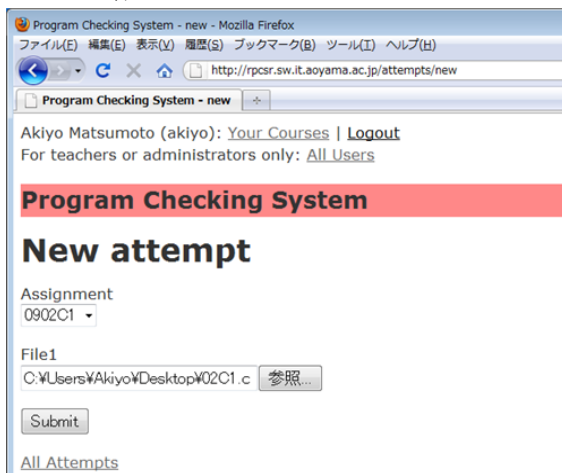 Program Checking System - new - Mozilla Firefox
ファイル(F) 編集(E) 表示(V) 履歴(S) ブックマーク(B) ツール(T) ヘルプ(H)
http://rpcsr.sw.it.aoyama.ac.jp/attempts/new
Program Checking System - new
Akiyo Matsumoto (akiyo): Your Courses | Logout
For teachers or administrators only: All Users
Program Checking System
New attempt
Assignment
0902C1
File1
C:¥Users¥Akiyo¥Desktop¥02C1.c 参照...
Submit
All Attempts